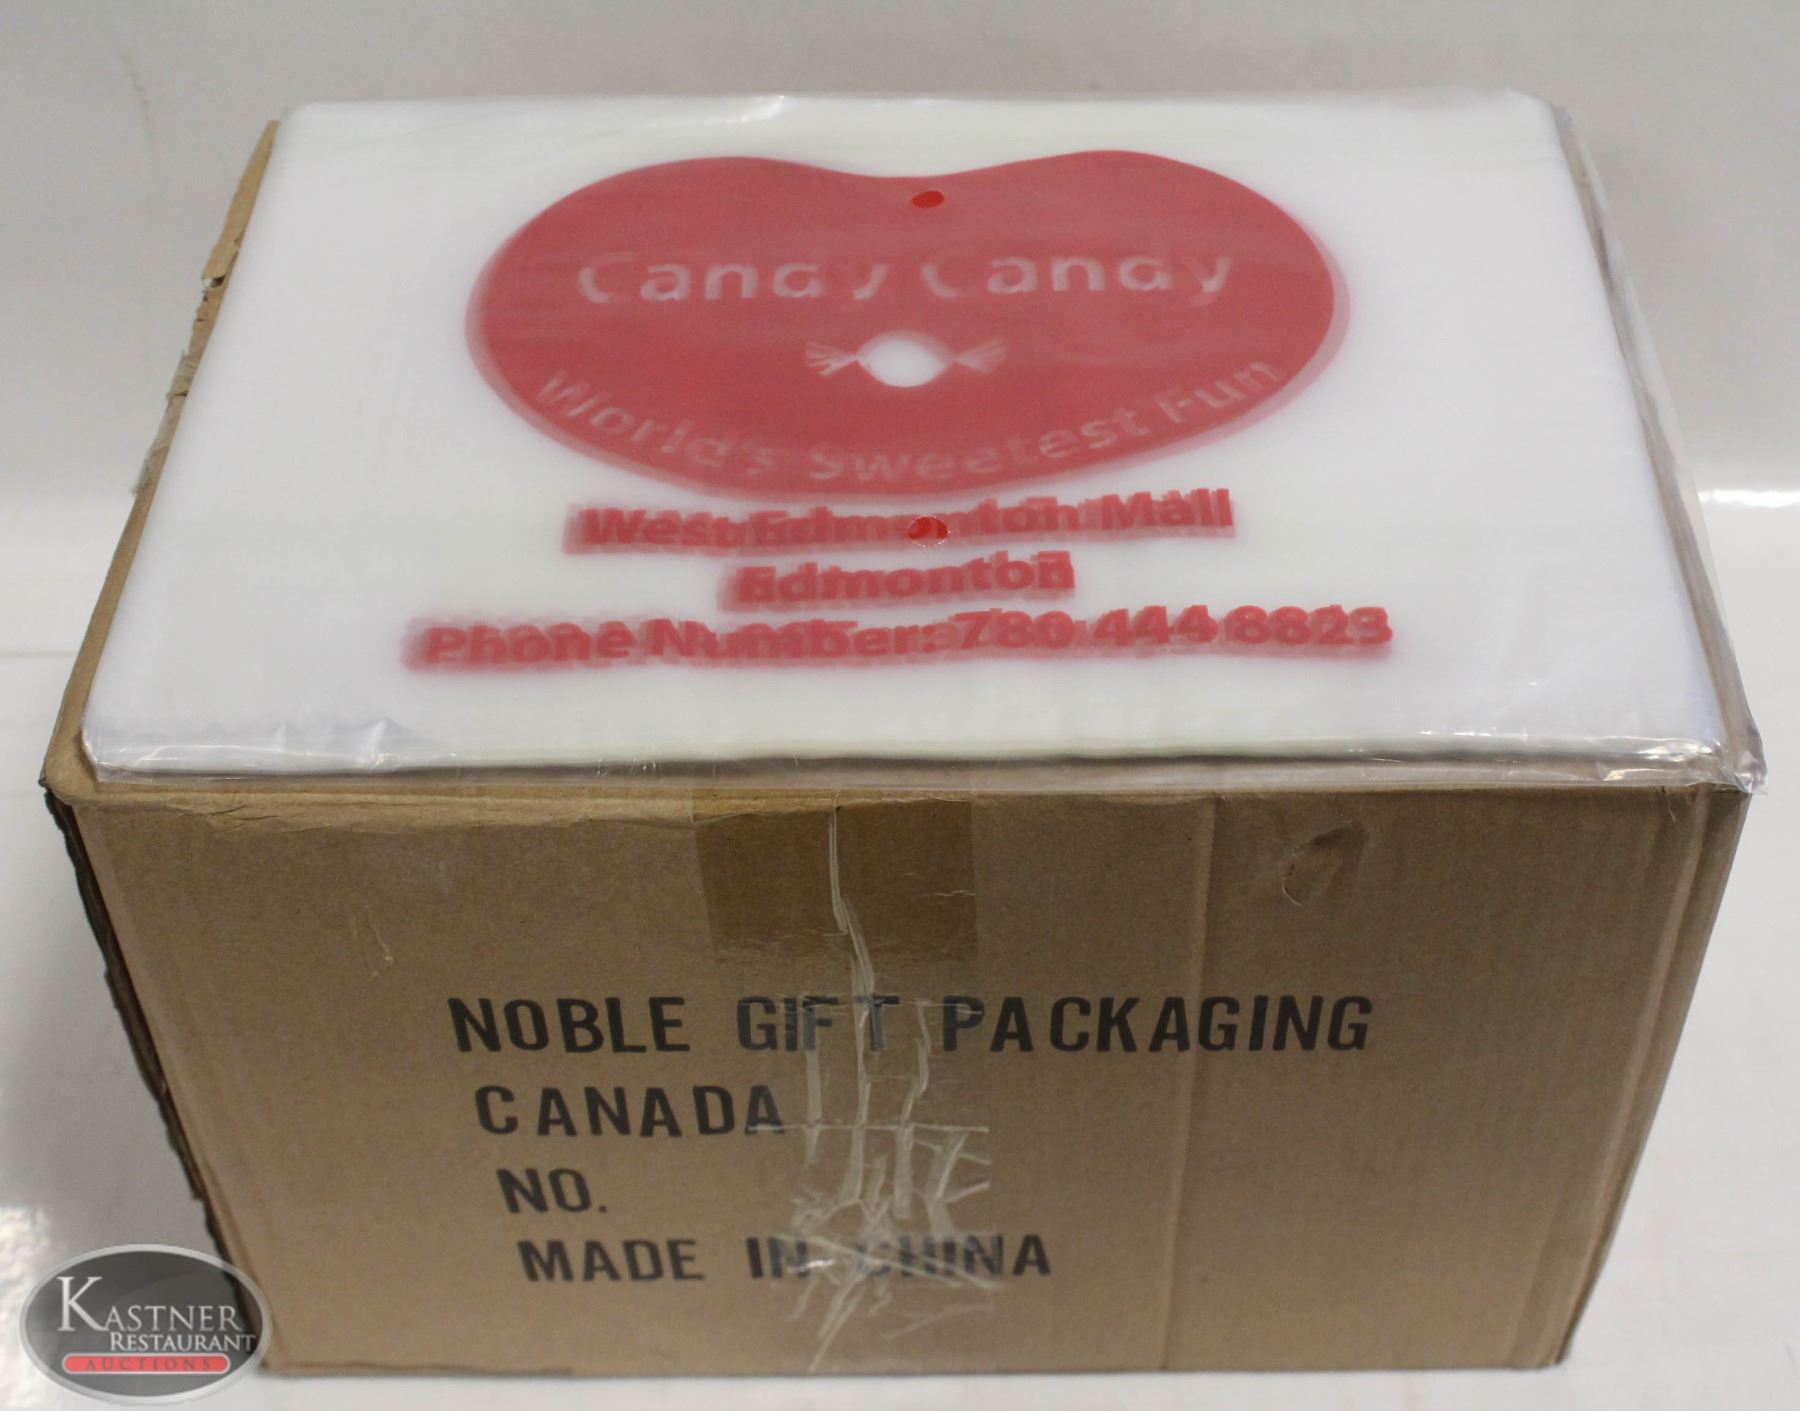 Candy Candy
World's Sweetest Fun
West Edmonton Mall
Edmonton
Phone Number: 780 444 8823
NOBLE GIFT PACKAGING
CANADA
NO.
MADE IN CHINA
KASTNER
RESTAURANT
AUCTIONS